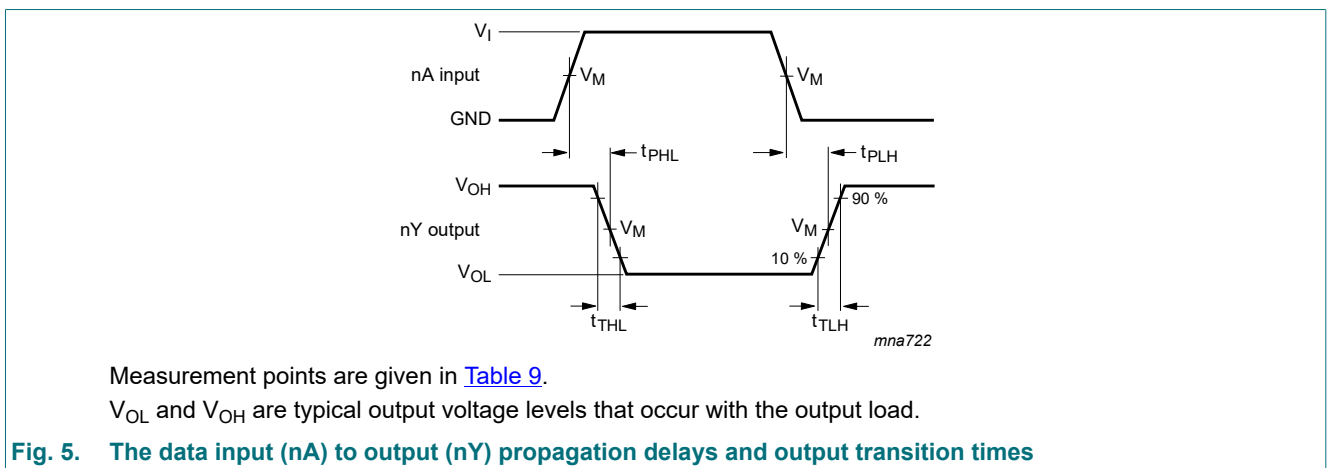 V_I
nA input
V_M
V_M
GND
t_PHL
t_PLH
V_OH
90 %
nY output
V_M
V_M
10 %
V_OL
t_THL
t_TLH
mna722
Measurement points are given in Table 9.
V_OL and V_OH are typical output voltage levels that occur with the output load.
Fig. 5. The data input (nA) to output (nY) propagation delays and output transition times